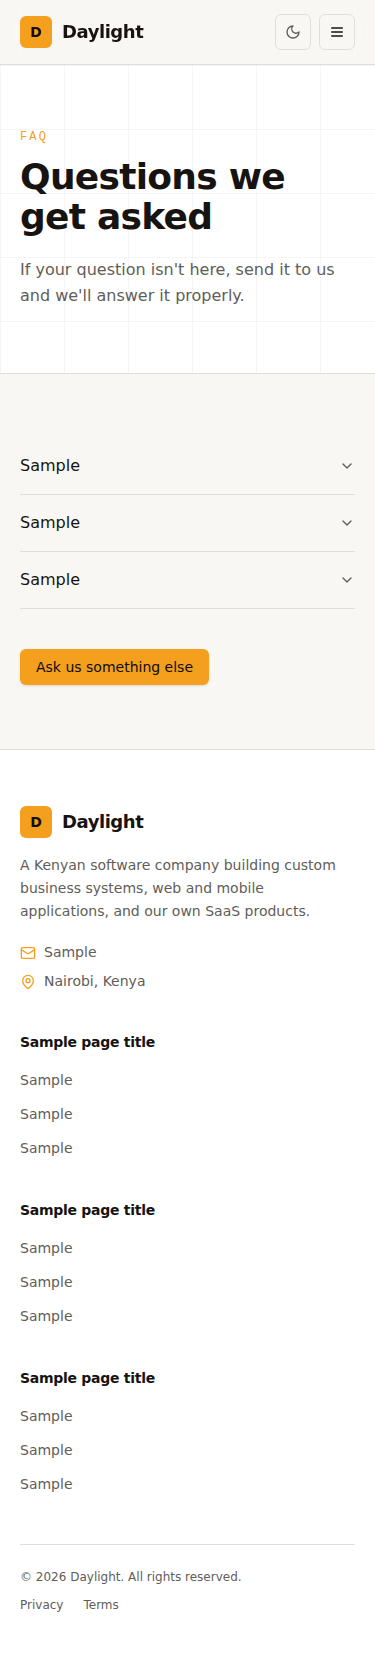 D Daylight
FAQ
Questions we
get asked
If your question isn't here, send it to us
and we'll answer it properly.
Sample
Sample
Sample
Ask us something else
D Daylight
A Kenyan software company building custom
business systems, web and mobile
applications, and our own SaaS products.
Sample
Nairobi, Kenya
Sample page title
Sample
Sample
Sample
Sample page title
Sample
Sample
Sample
Sample page title
Sample
Sample
Sample
© 2026 Daylight. All rights reserved.
Privacy Terms